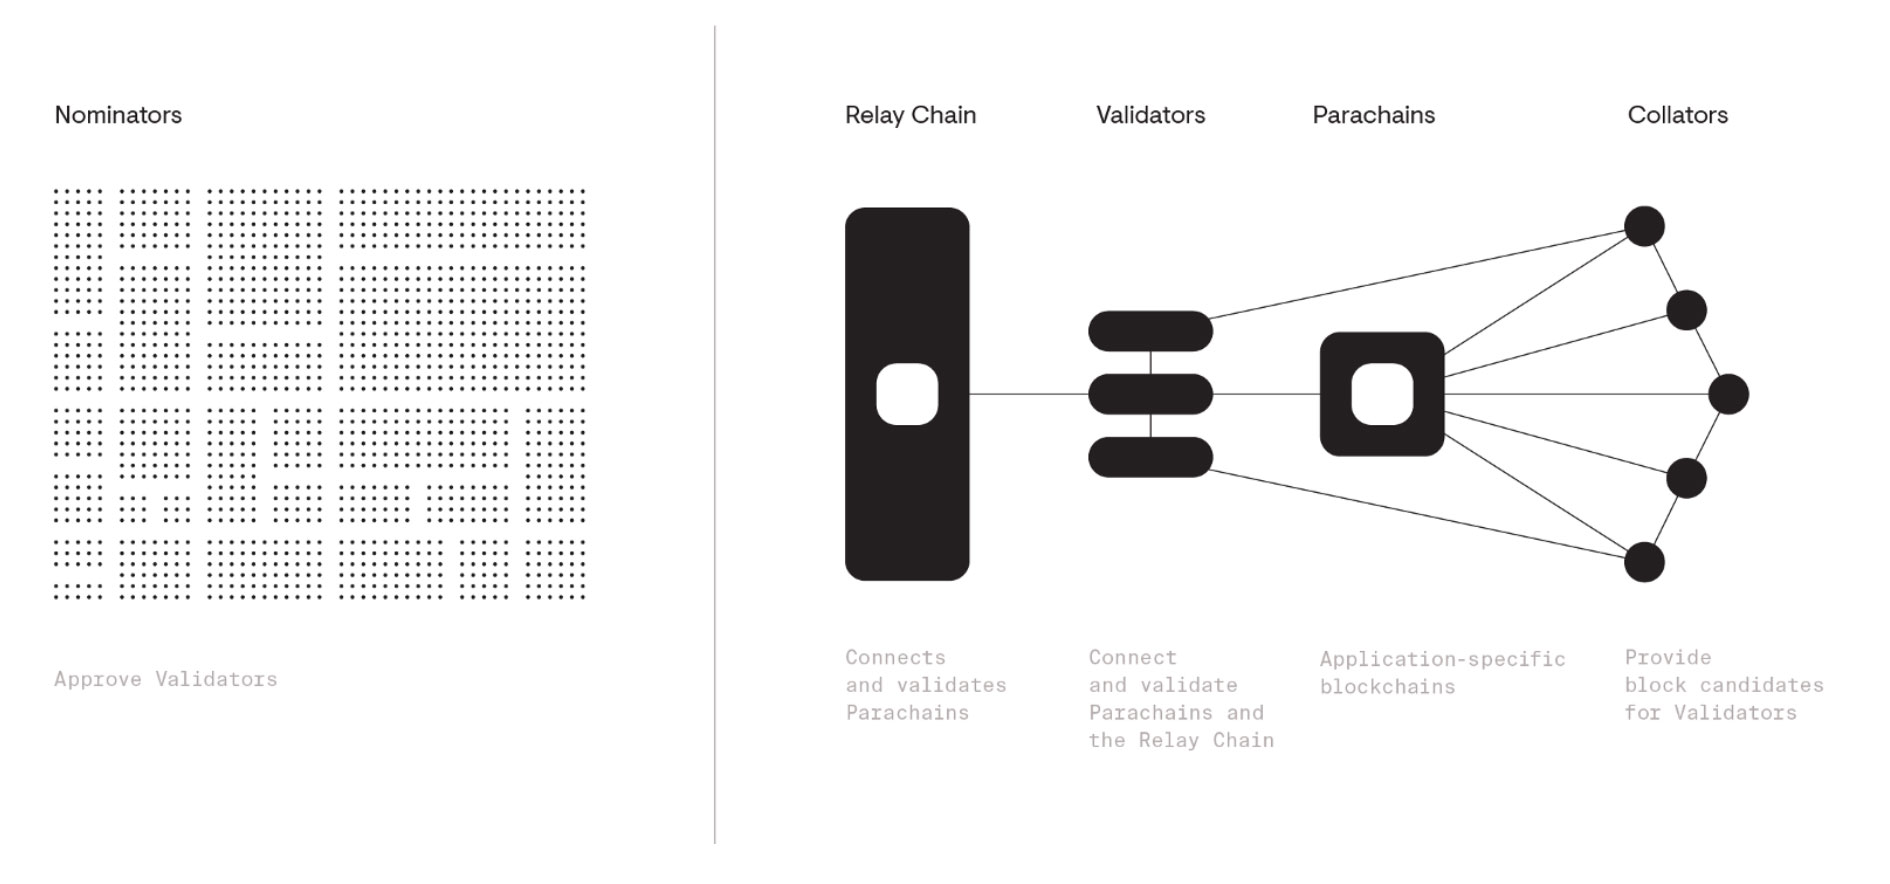 Nominators
Approve Validators
Relay Chain
Validators
Parachains
Collators
Connects
and validates
Parachains
Connect
and validate
Parachains and
the Relay Chain
Application-specific
blockchains
Provide
block candidates
for Validators